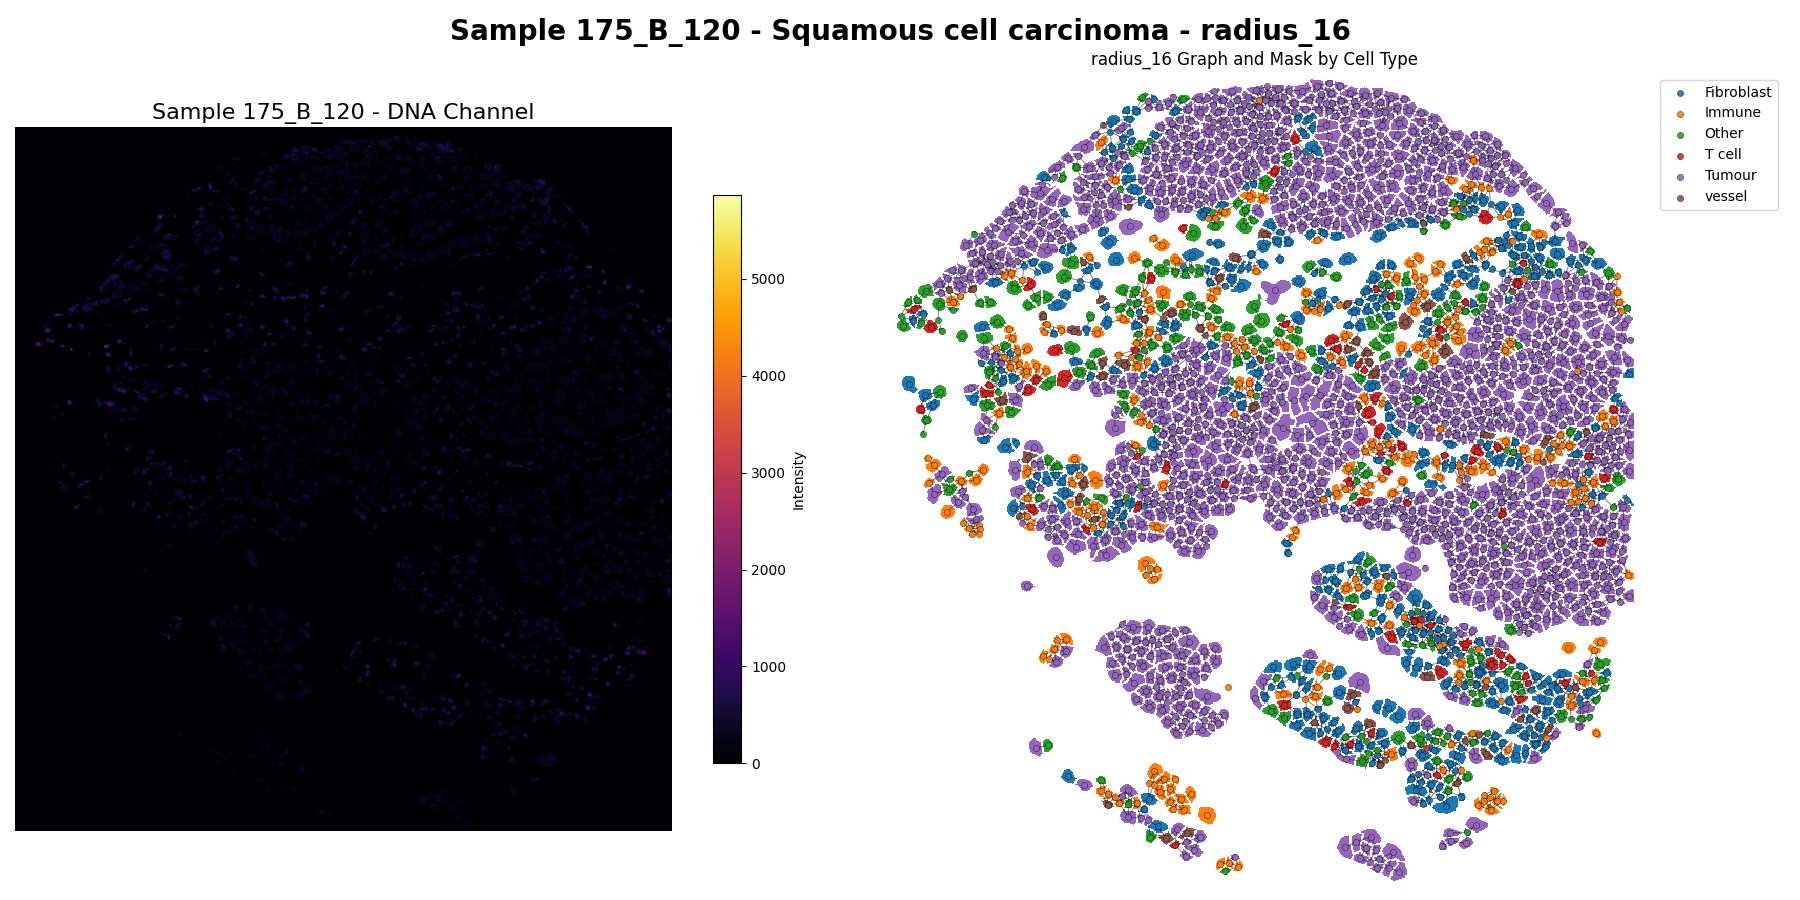 Sample 175_B_120 - Squamous cell carcinoma - radius_16
radius_16 Graph and Mask by Cell Type
Sample 175_B_120 - DNA Channel
Fibroblast
Immune
Other
T cell
Tumour
vessel
5000
4000
3000
2000
1000
0
Intensity